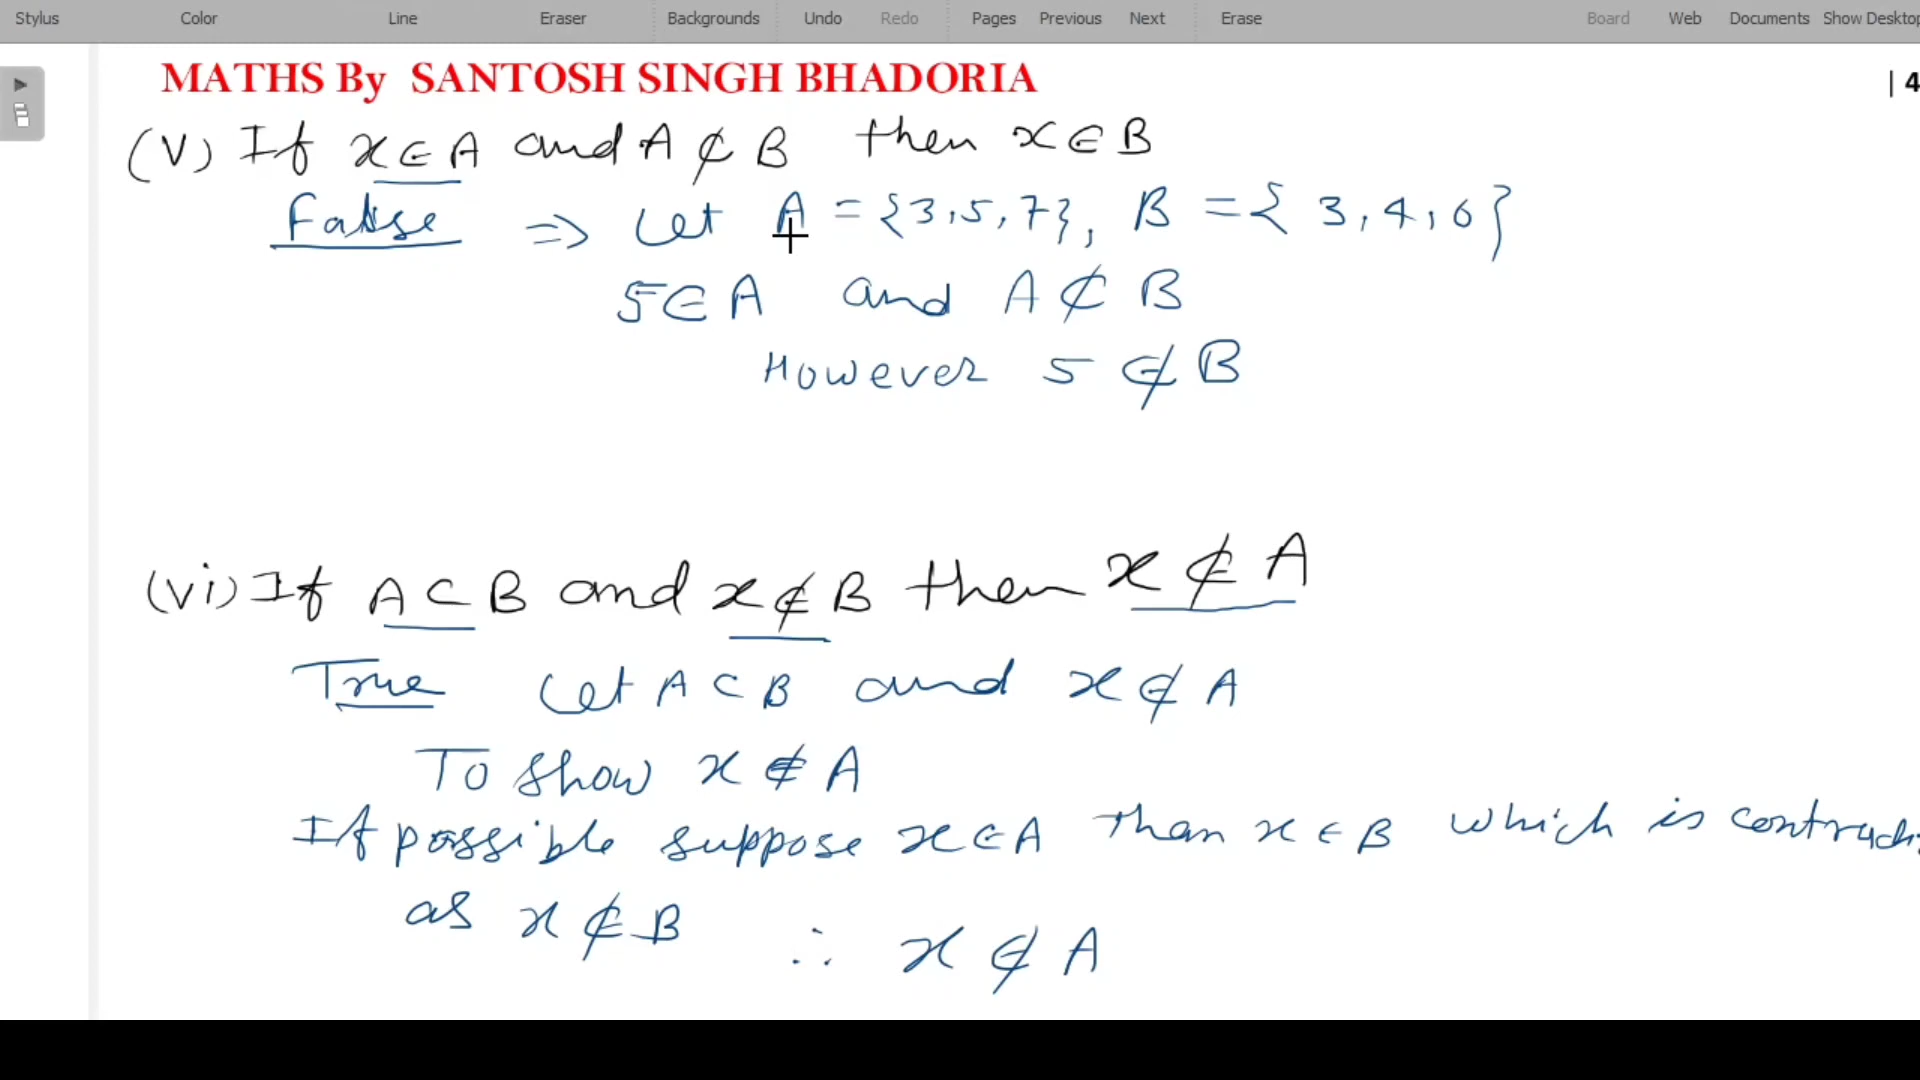 Stylus Color Line Eraser Backgrounds Undo Redo Pages Previous Next Erase Board Web Documents Show Desktop
MATHS By SANTOSH SINGH BHADORIA | 4
(v) If x∈A and A⊄B then x∈B
False ⇒ Let A = {3,5,7}, B = {3,4,6}
5∈A and A⊄B
However 5∉B
(vi) If A⊂B and x∉B then x∉A
True Let A⊂B and x∉A
To show x∉A
If possible suppose x∈A than x∈B which is contradi
as x∉B ∴ x∉A